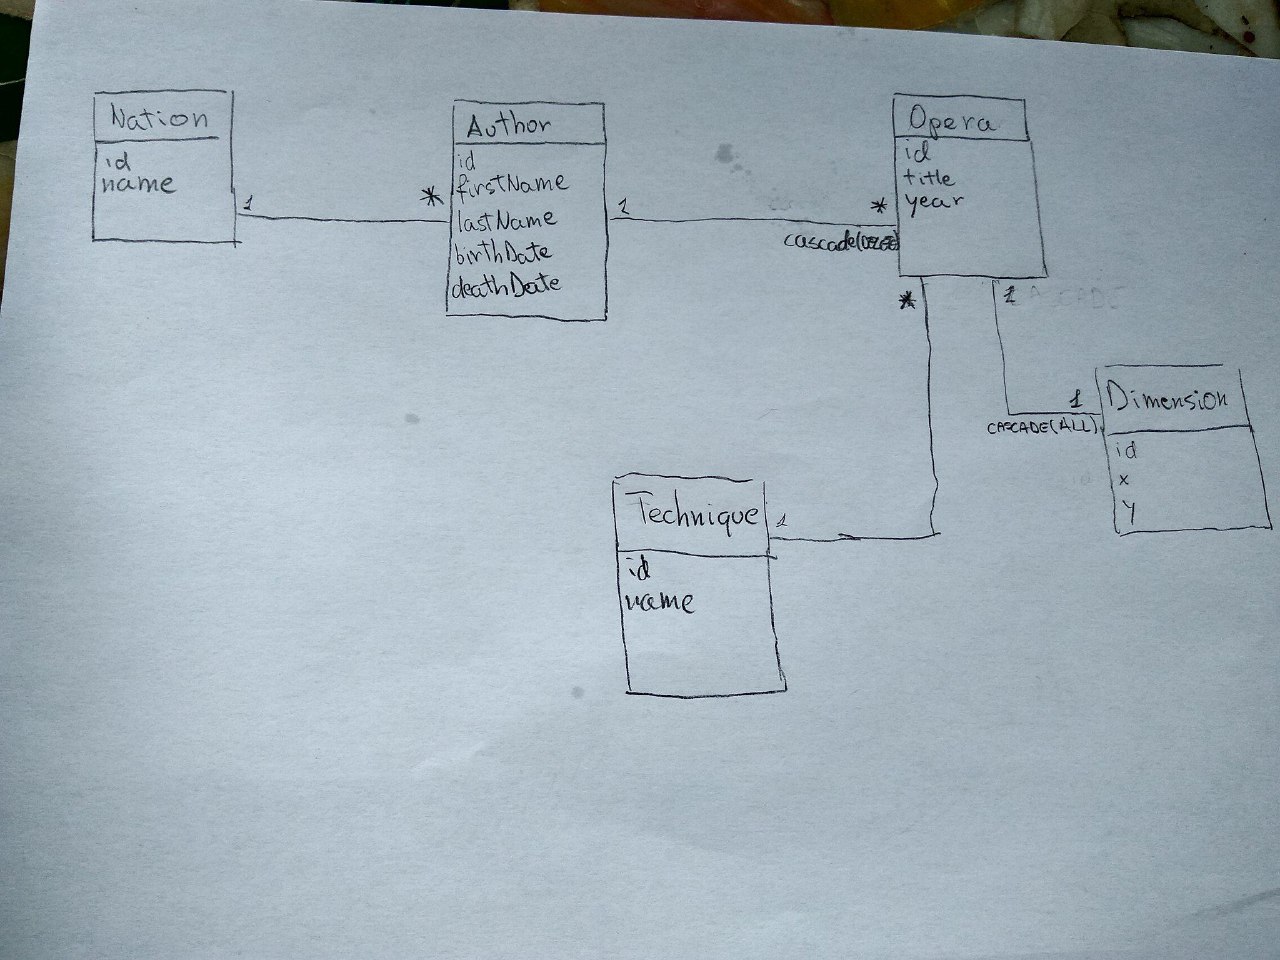 Nation
id
name
1
*
Author
id
firstName
lastName
birthDate
deathDate
1
*
cascade(
Opera
id
title
year
*
1
CASCADE
1
CASCADE(ALL)
Dimension
id
x
y
Technique
id
name
1